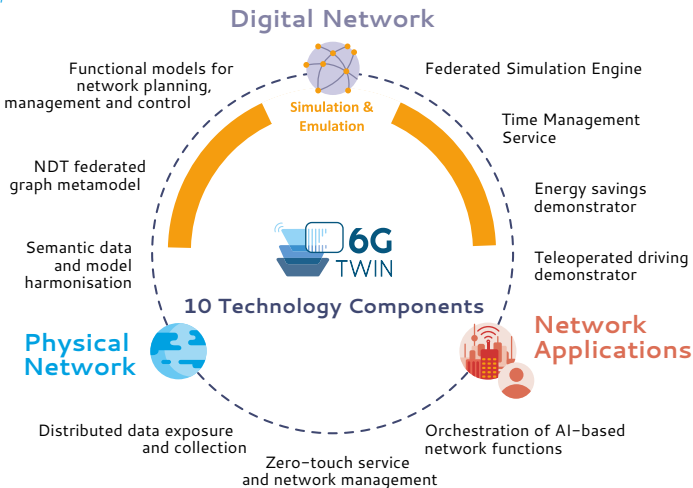 Digital Network
Functional models for
network planning,
management and control
Federated Simulation Engine
Simulation &
Emulation
Time Management
Service
NDT federated
graph metamodel
Energy savings
demonstrator
Semantic data
and model
harmonisation
6G
TWIN
Teleoperated driving
demonstrator
10 Technology Components
Physical
Network
Network
Applications
Distributed data exposure
and collection
Orchestration of AI-based
network functions
Zero-touch service
and network management